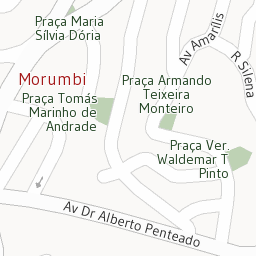 Praça Maria
Sílvia Dória
Av Amarílis
R Silena
Morumbi
Praça Armando
Teixeira
Monteiro
Praça Tomás
Marinho de
Andrade
Praça Ver.
Waldemar T
Pinto
Av Dr Alberto Penteado